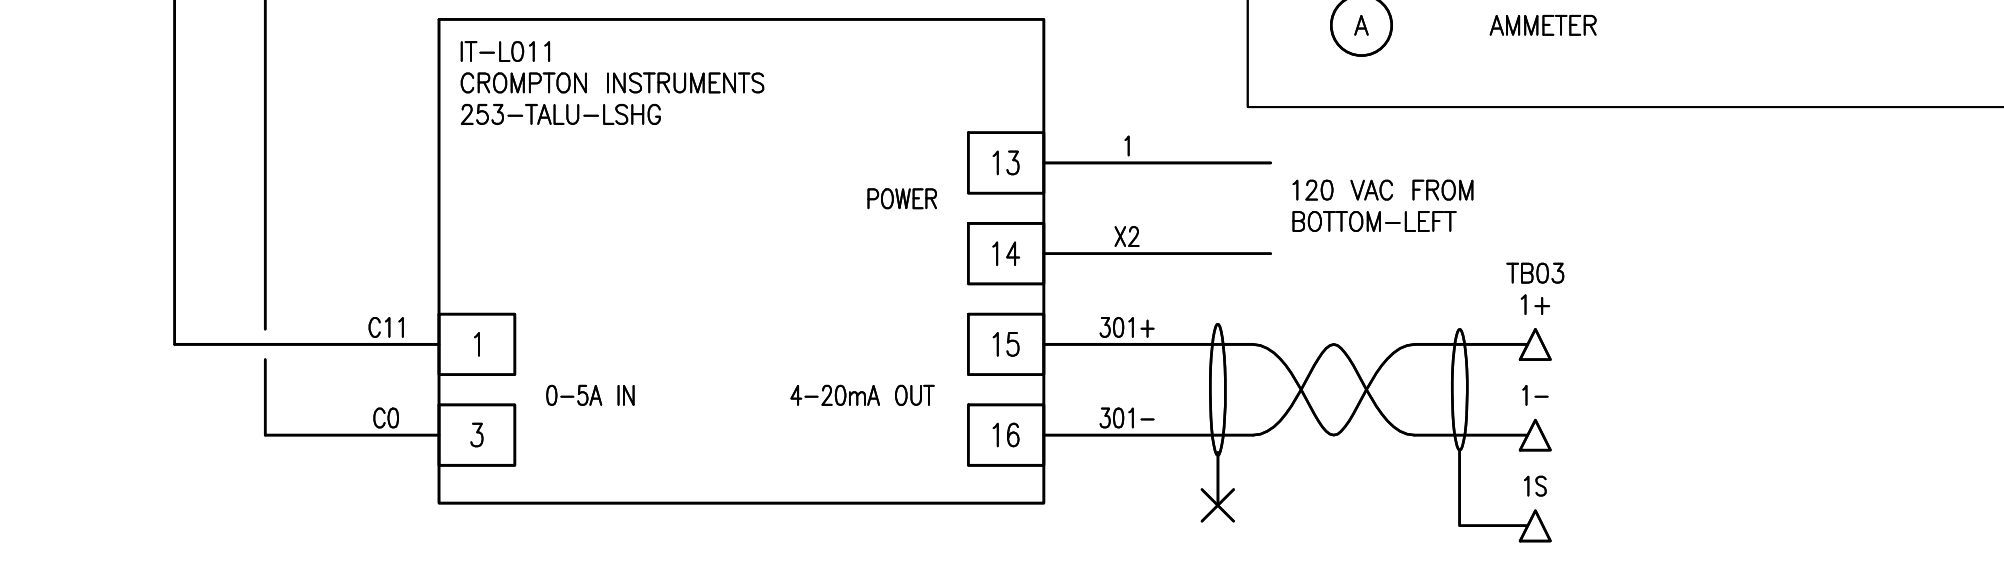 A
AMMETER
IT-L011
CROMPTON INSTRUMENTS
253-TALU-LSHG
13
1
POWER
120 VAC FROM
BOTTOM-LEFT
14
X2
TB03
1+
C11
1
15
301+
0-5A IN
4-20mA OUT
1-
C0
3
16
301-
1S